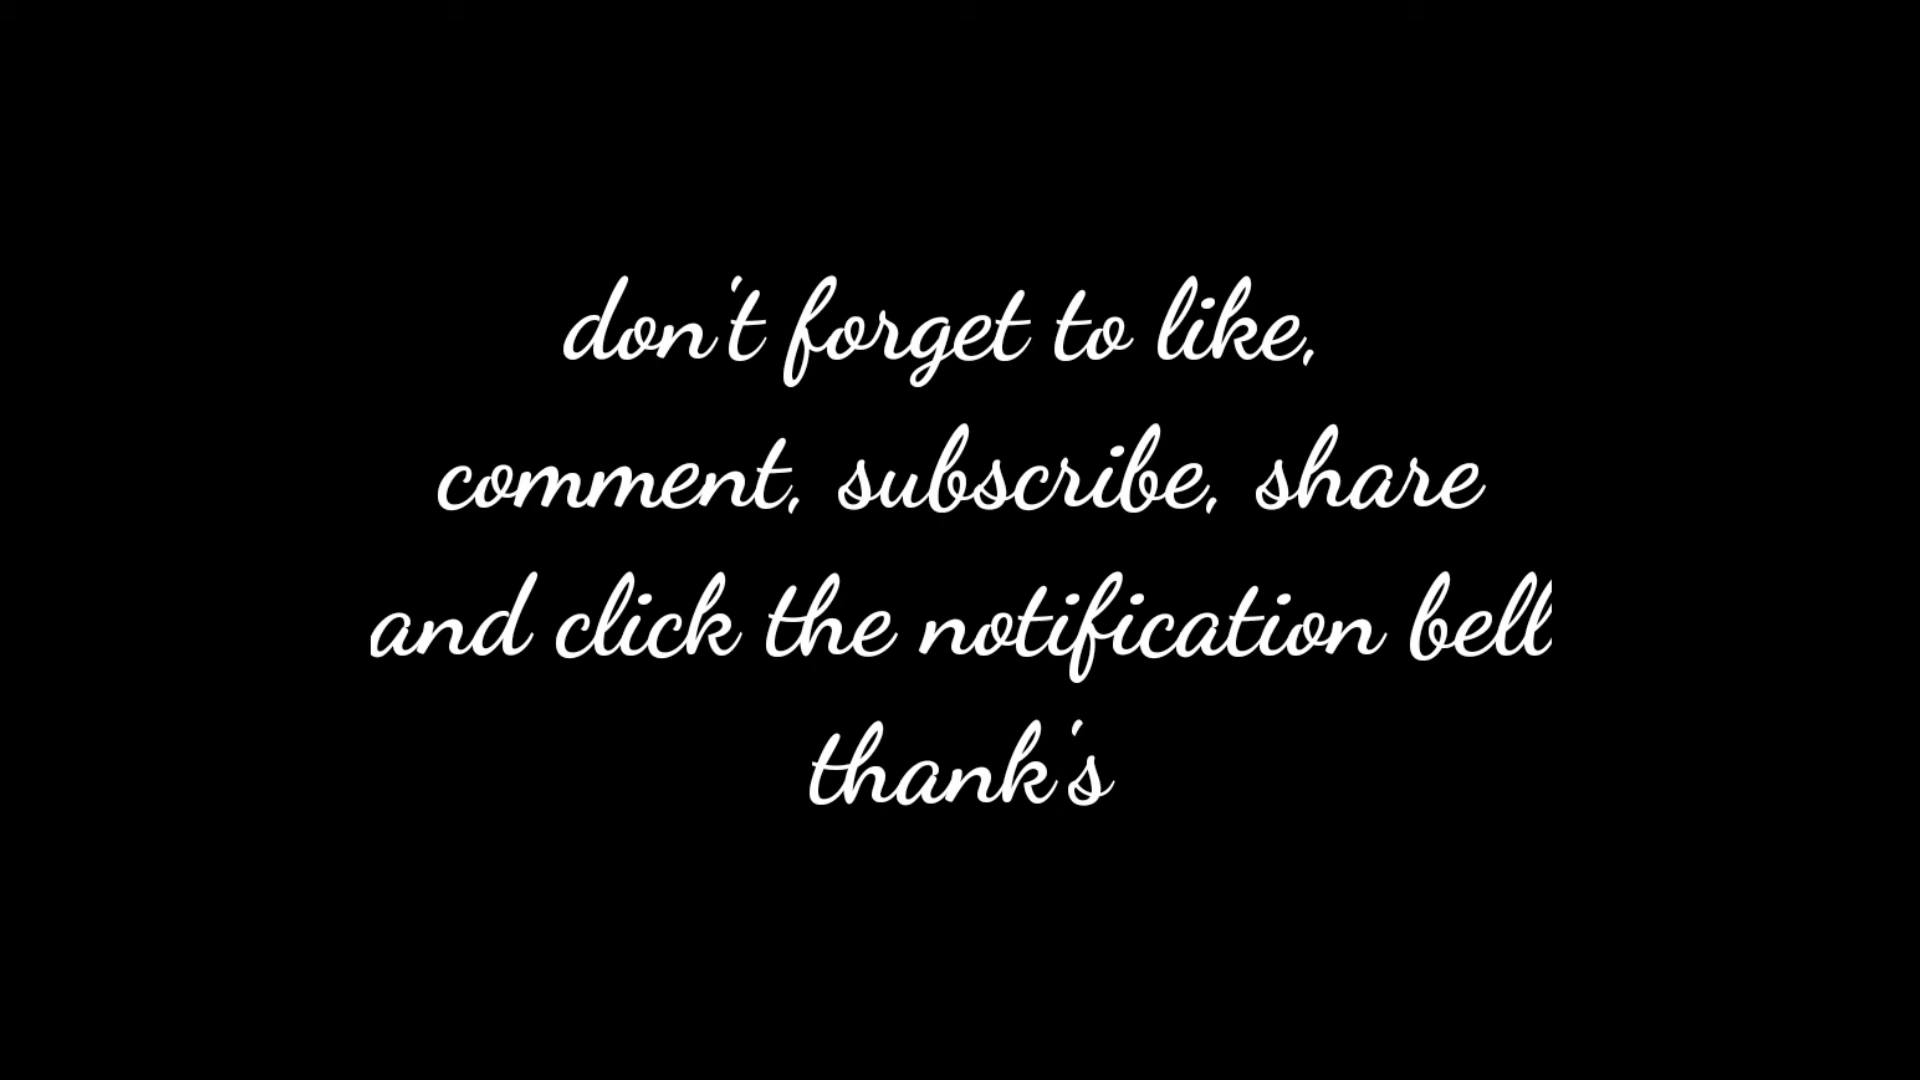 don't forget to like,
comment, subscribe, share
and click the notification bell
thank's